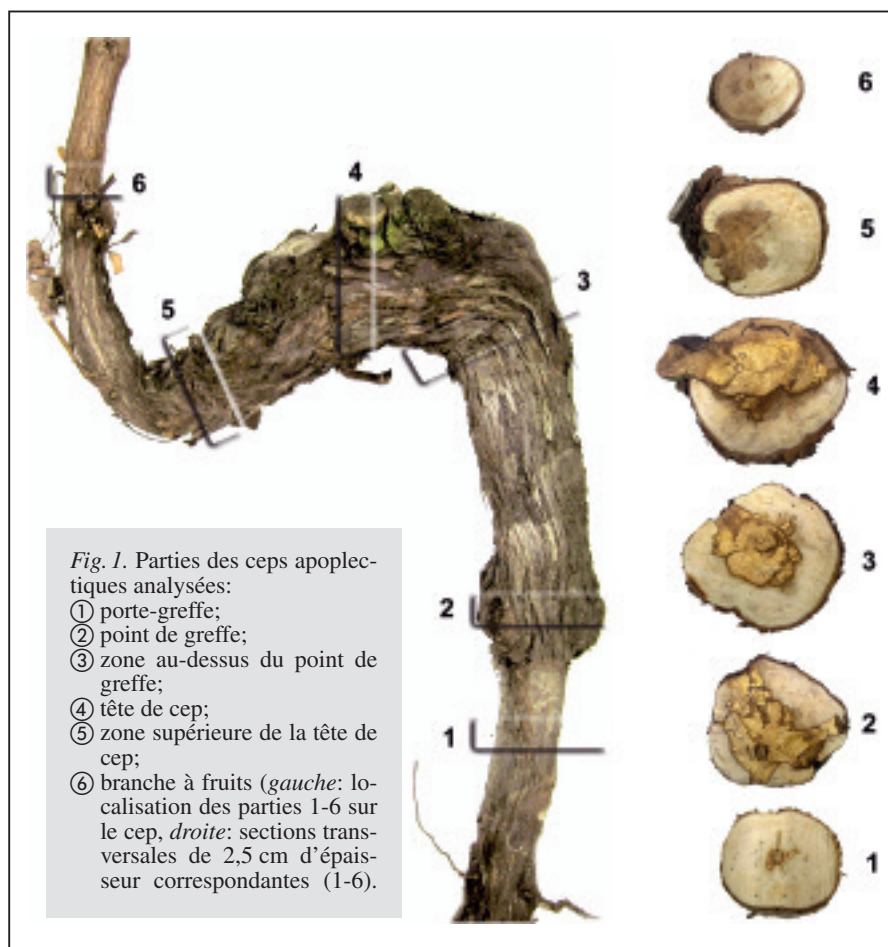 6
4
6
5
3
5
4
3
2
2
1
1
Fig. 1. Parties des ceps apoplec-
tiques analysées:
① porte-greffe;
② point de greffe;
③ zone au-dessus du point de
greffe;
④ tête de cep;
⑤ zone supérieure de la tête de
cep;
⑥ branche à fruits (gauche: lo-
calisation des parties 1-6 sur
le cep, droite: sections trans-
versales de 2,5 cm d'épais-
seur correspondantes (1-6).